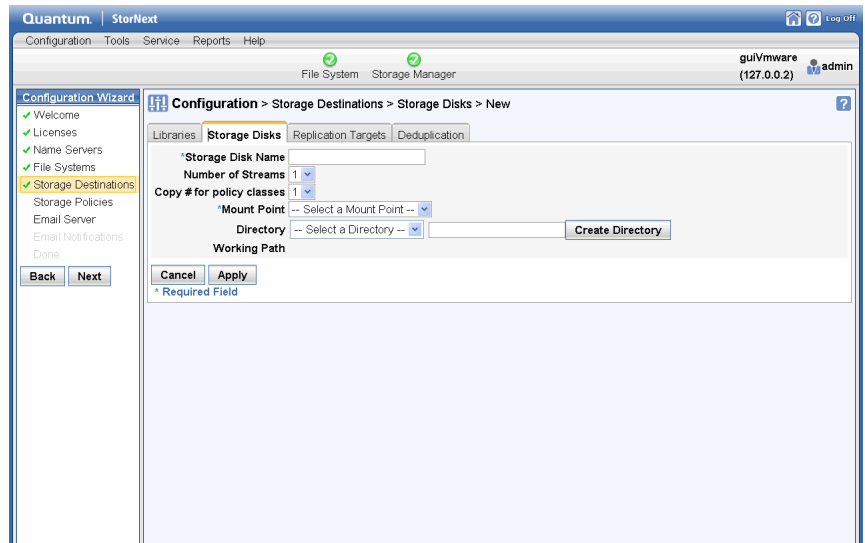 Quantum. StorNext Log Off
Configuration Tools Service Reports Help
File System Storage Manager
guiVmware
(127.0.0.2)
admin
Configuration Wizard
Welcome
Licenses
Name Servers
File Systems
Storage Destinations
Storage Policies
Email Server
Email Notifications
Done
Back Next
Configuration > Storage Destinations > Storage Disks > New ?
Libraries Storage Disks Replication Targets Deduplication
*Storage Disk Name
Number of Streams 1
Copy # for policy classes 1
*Mount Point -- Select a Mount Point --
Directory -- Select a Directory -- Create Directory
Working Path
Cancel Apply
* Required Field